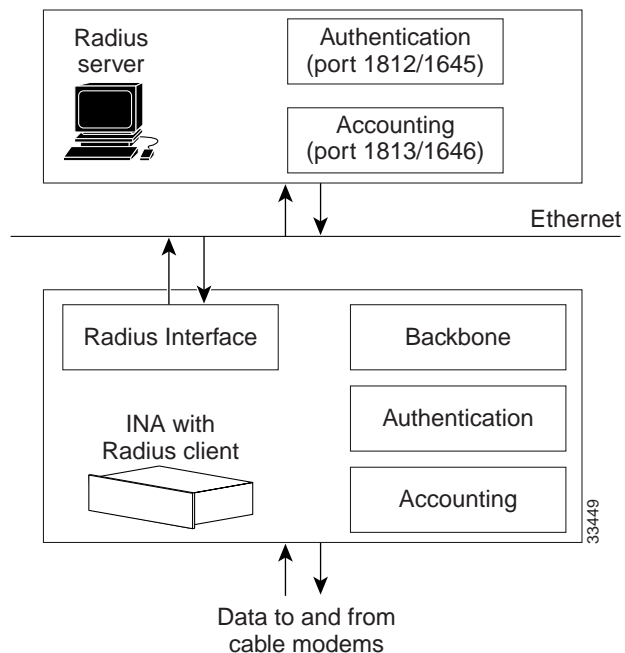 Radius
server
Authentication
(port 1812/1645)
Accounting
(port 1813/1646)
Ethernet
Radius Interface
Backbone
INA with
Radius client
Authentication
Accounting
33449
Data to and from
cable modems